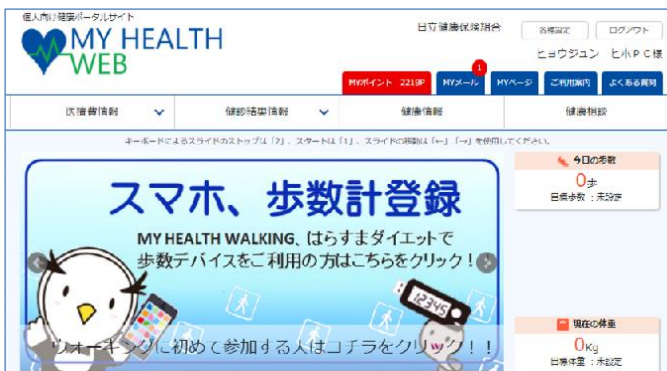 個人向け健康ポータルサイト
MY HEALTH WEB
日立健康保険組合
各種設定
ログアウト
ヒョウジュン ヒホPC様
MYポイント 2219P
MYメール
1
MYページ
ご利用案内
よくある質問
医療費情報
健診結果情報
健康情報
健康相談
キーボードによるスライドのストップは「2」、スタートは「1」、スライドの移動は「←」「→」を使用してください。
スマホ、歩数計登録
MY HEALTH WALKING、はらすまダイエットで
歩数デバイスをご利用の方はこちらをクリック!
12345
ウォーキングに初めて参加する人はコチラをクリック!!
今日の歩数
0歩
目標歩数：未設定
現在の体重
0Kg
目標体重：未設定